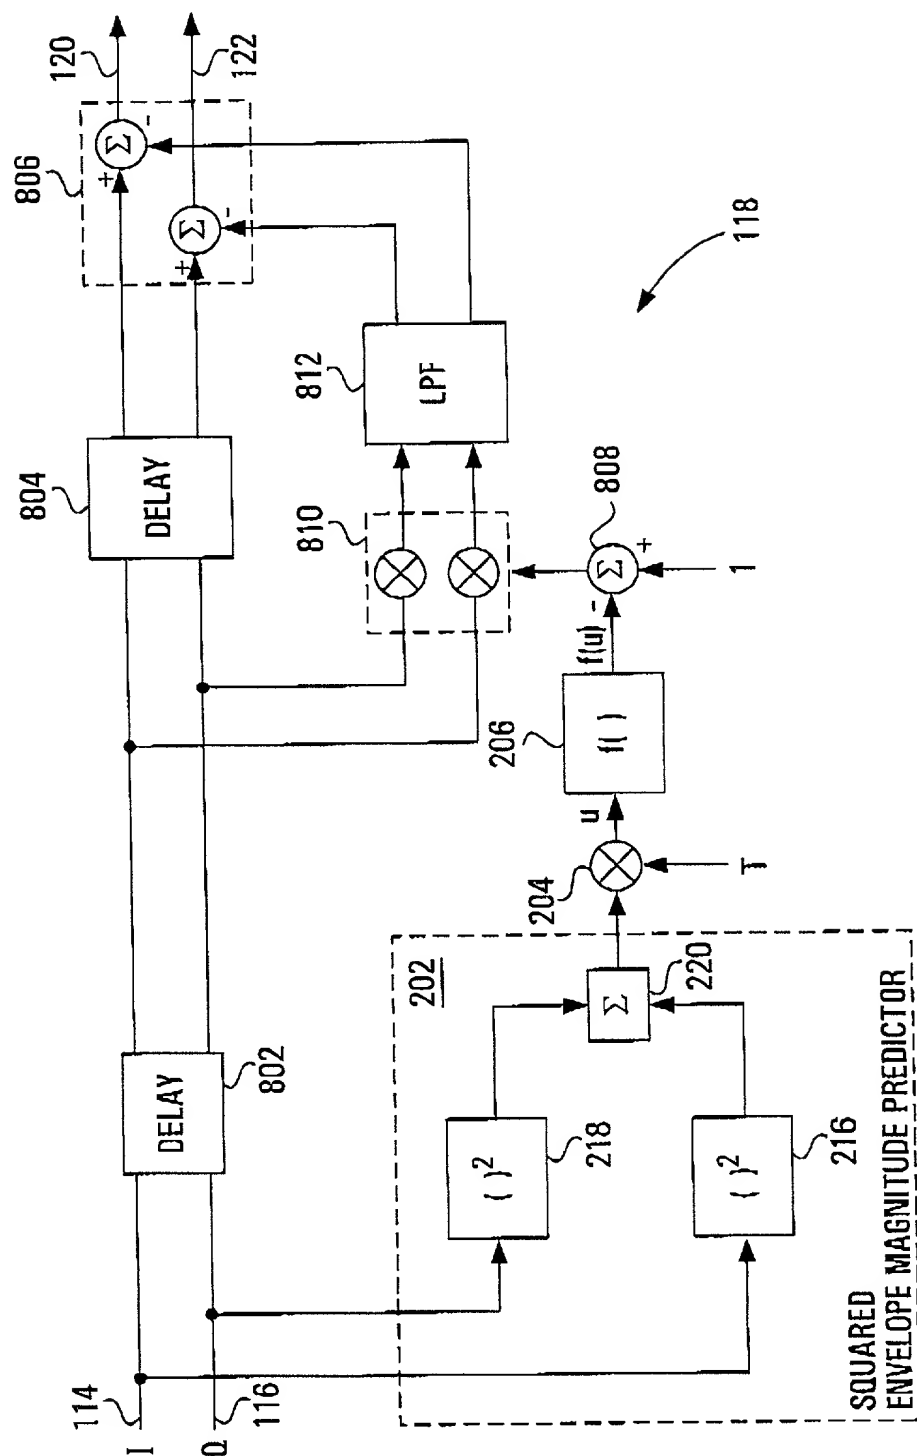 804
806
120
114
I
DELAY
DELAY
Σ
+
-
122
Q
116
802
Σ
+
-
810
812
LPF
202
218
( )²
204
206
808
Σ
u
f( )
f(u)
-
Σ
+
220
T
1
118
( )²
216
SQUARED
ENVELOPE MAGNITUDE PREDICTOR